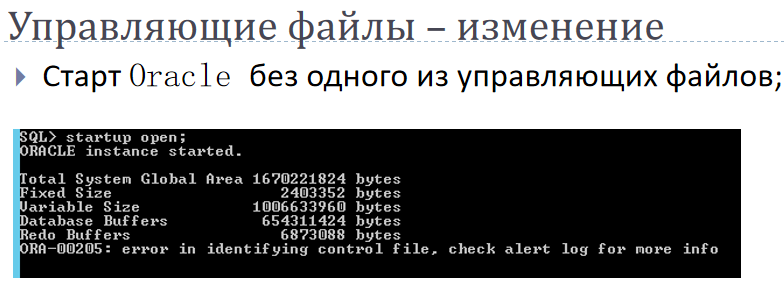 Управляющие файлы – изменение
Старт Oracle без одного из управляющих файлов;
SQL> startup open;
ORACLE instance started.
Total System Global Area 1670221824 bytes
Fixed Size 2403352 bytes
Variable Size 1006633960 bytes
Database Buffers 654311424 bytes
Redo Buffers 6873088 bytes
ORA-00205: error in identifying control file, check alert log for more info